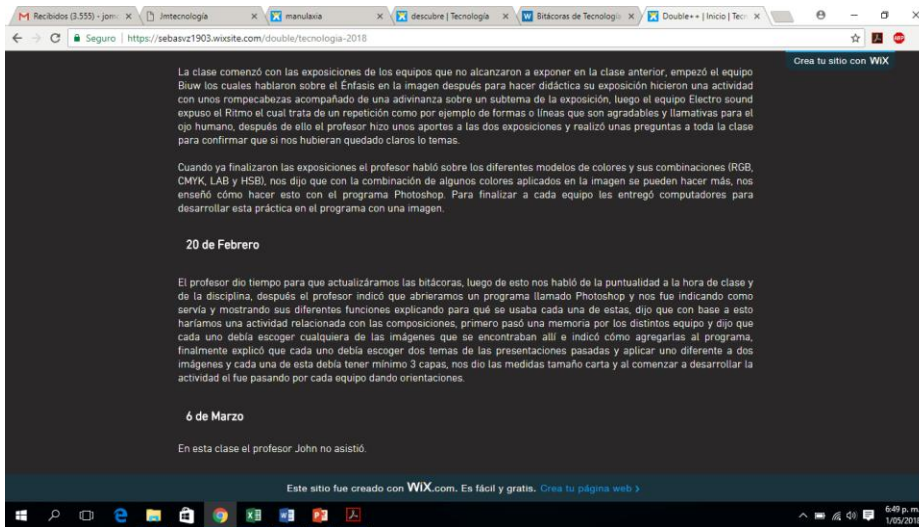 Recibidos (3.555) - jorn
Jmtecnología
manulaxia
descubre | Tecnología
Bitácoras de Tecnologí
Double++ | Inicio | Tecn
Seguro | https://sebasvz1903.wixsite.com/double/tecnologia-2018
Crea tu sitio con WiX
La clase comenzó con las exposiciones de los equipos que no alcanzaron a exponer en la clase anterior, empezó el equipo
Biuw los cuales hablaron sobre el Énfasis en la imagen después para hacer didáctica su exposición hicieron una actividad
con unos rompecabezas acompañado de una adivinanza sobre un subtema de la exposición, luego el equipo Electro sound
expuso el Ritmo el cual trata de un repetición como por ejemplo de formas o líneas que son agradables y llamativas para el
ojo humano, después de ello el profesor hizo unos aportes a las dos exposiciones y realizó unas preguntas a toda la clase
para confirmar que si nos hubieran quedado claros lo temas.
Cuando ya finalizaron las exposiciones el profesor habló sobre los diferentes modelos de colores y sus combinaciones (RGB,
CMYK, LAB y HSB), nos dijo que con la combinación de algunos colores aplicados en la imagen se pueden hacer más, nos
enseñó cómo hacer esto con el programa Photoshop. Para finalizar a cada equipo les entregó computadores para
desarrollar esta práctica en el programa con una imagen.
20 de Febrero
El profesor dio tiempo para que actualizáramos las bitácoras, luego de esto nos habló de la puntualidad a la hora de clase y
de la disciplina, después el profesor indicó que abrieramos un programa llamado Photoshop y nos fue indicando como
servía y mostrando sus diferentes funciones explicando para qué se usaba cada una de estas, dijo que con base a esto
haríamos una actividad relacionada con las composiciones, primero pasó una memoria por los distintos equipo y dijo que
cada uno debía escoger cualquiera de las imágenes que se encontraban allí e indicó cómo agregarlas al programa,
finalmente explicó que cada uno debía escoger dos temas de las presentaciones pasadas y aplicar uno diferente a dos
imágenes y cada una de esta debía tener mínimo 3 capas, nos dio las medidas tamaño carta y al comenzar a desarrollar la
actividad el fue pasando por cada equipo dando orientaciones.
6 de Marzo
En esta clase el profesor John no asistió.
Este sitio fue creado con WiX.com. Es fácil y gratis. Crea tu página web >
6:49 p. m.
1/05/2018